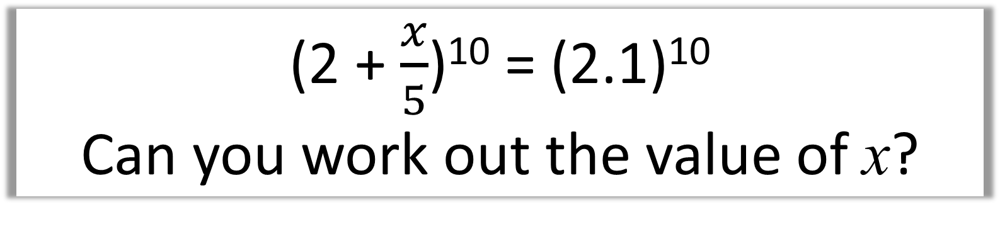 (2 + x/5)¹⁰ = (2.1)¹⁰
Can you work out the value of x?